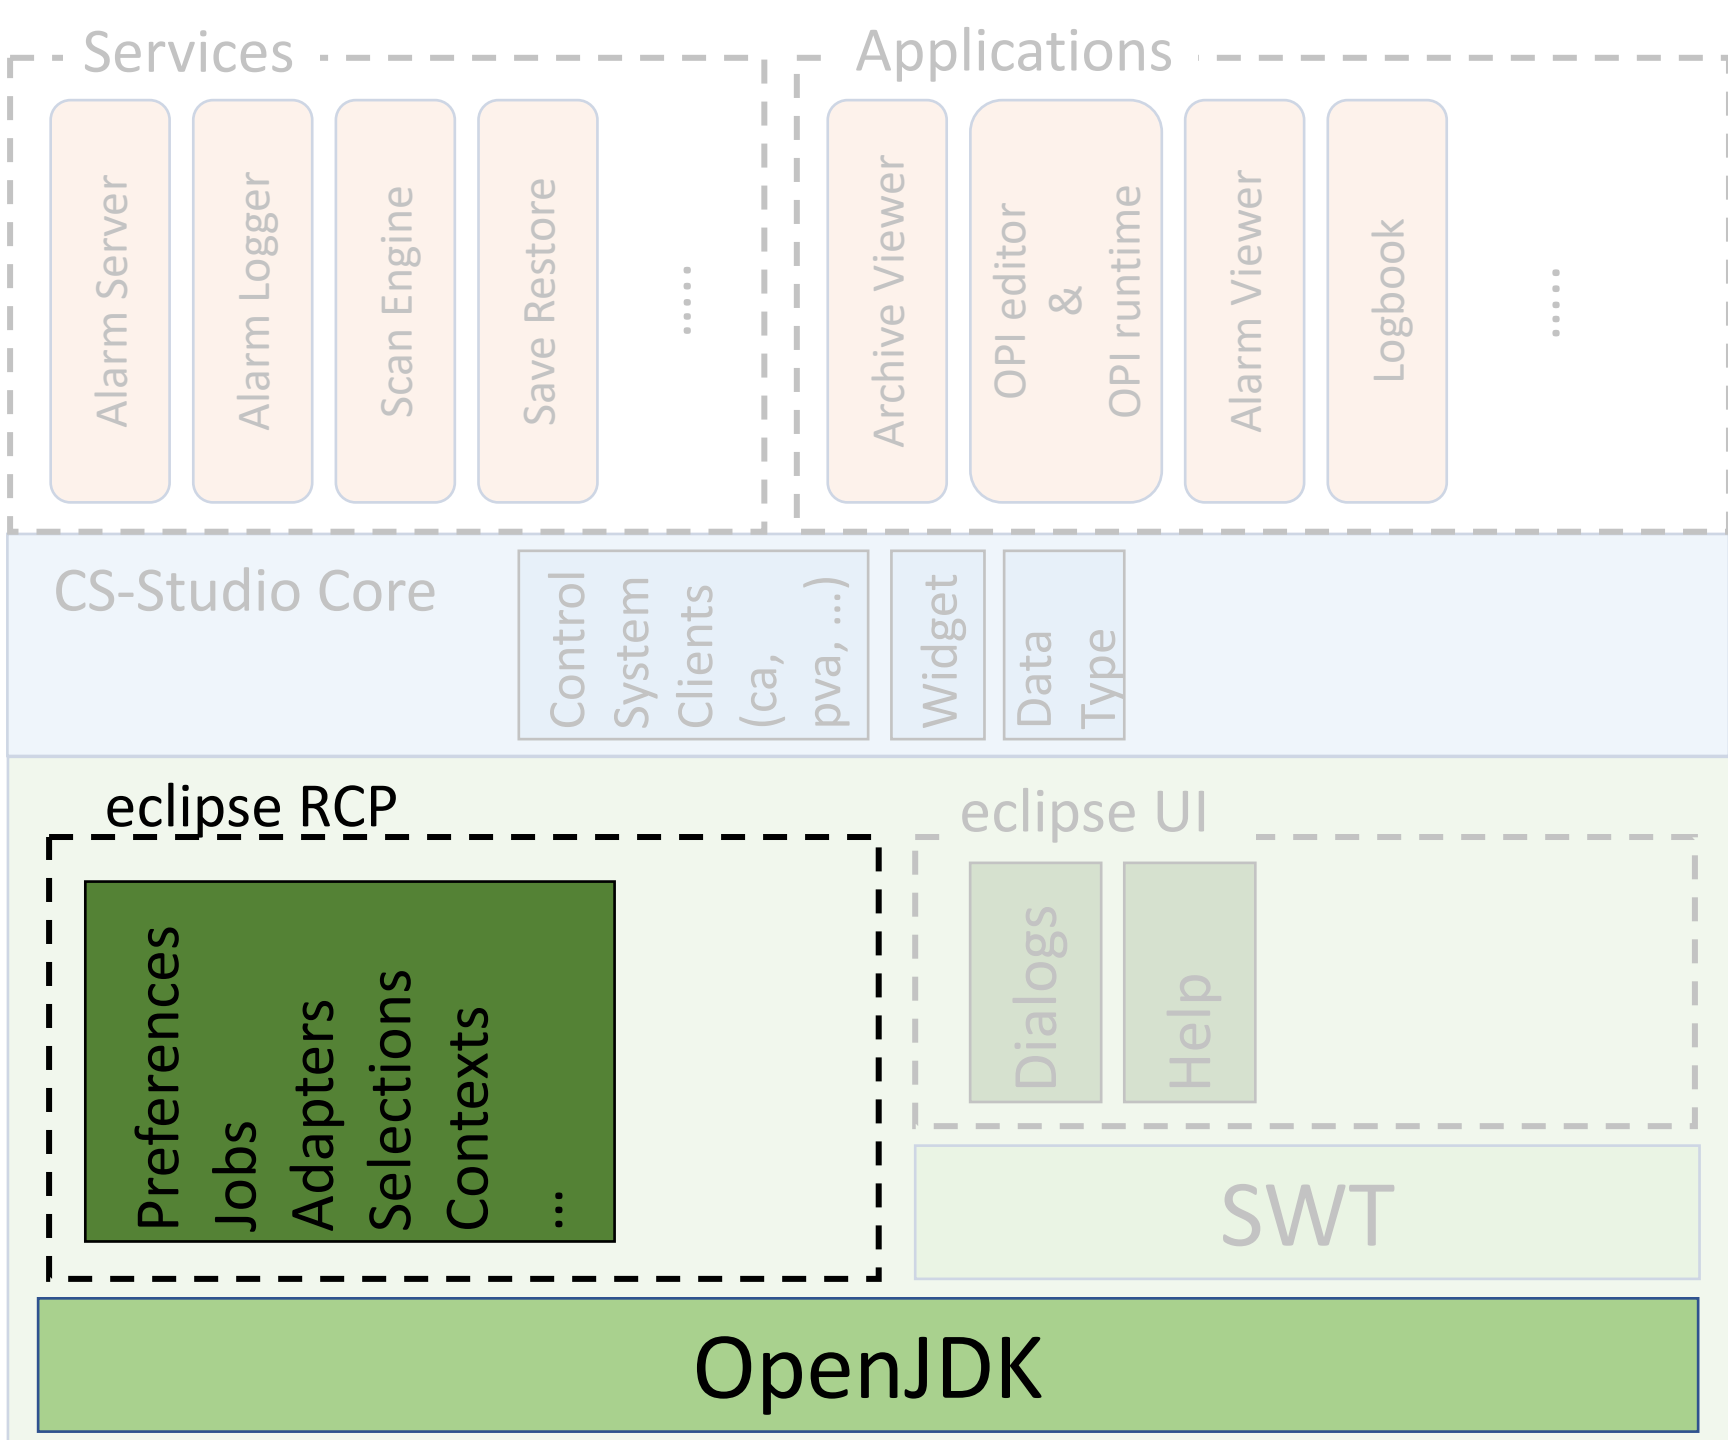 Services
Applications
Alarm Server
Alarm Logger
Scan Engine
Save Restore
.....
Archive Viewer
OPI editor
&
OPI runtime
Alarm Viewer
Logbook
.....
CS-Studio Core
Control
System
Clients
(ca,
pva, ...)
Widget
Data
Type
eclipse RCP
Preferences
Jobs
Adapters
Selections
Contexts
...
eclipse UI
Dialogs
Help
SWT
OpenJDK